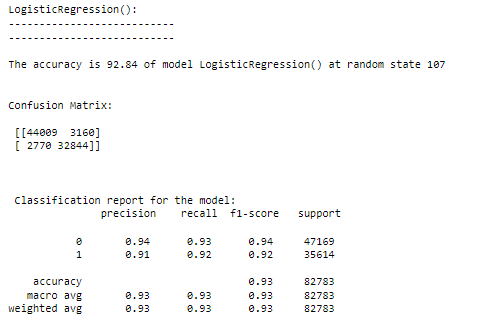 LogisticRegression():
---------------------------
---------------------------
The accuracy is 92.84 of model LogisticRegression() at random state 107
Confusion Matrix:
[[44009  3160]
[ 2770 32844]]
Classification report for the model:
precision    recall  f1-score   support
0       0.94      0.93      0.94     47169
1       0.91      0.92      0.92     35614
accuracy                           0.93     82783
macro avg       0.93      0.93      0.93     82783
weighted avg       0.93      0.93      0.93     82783